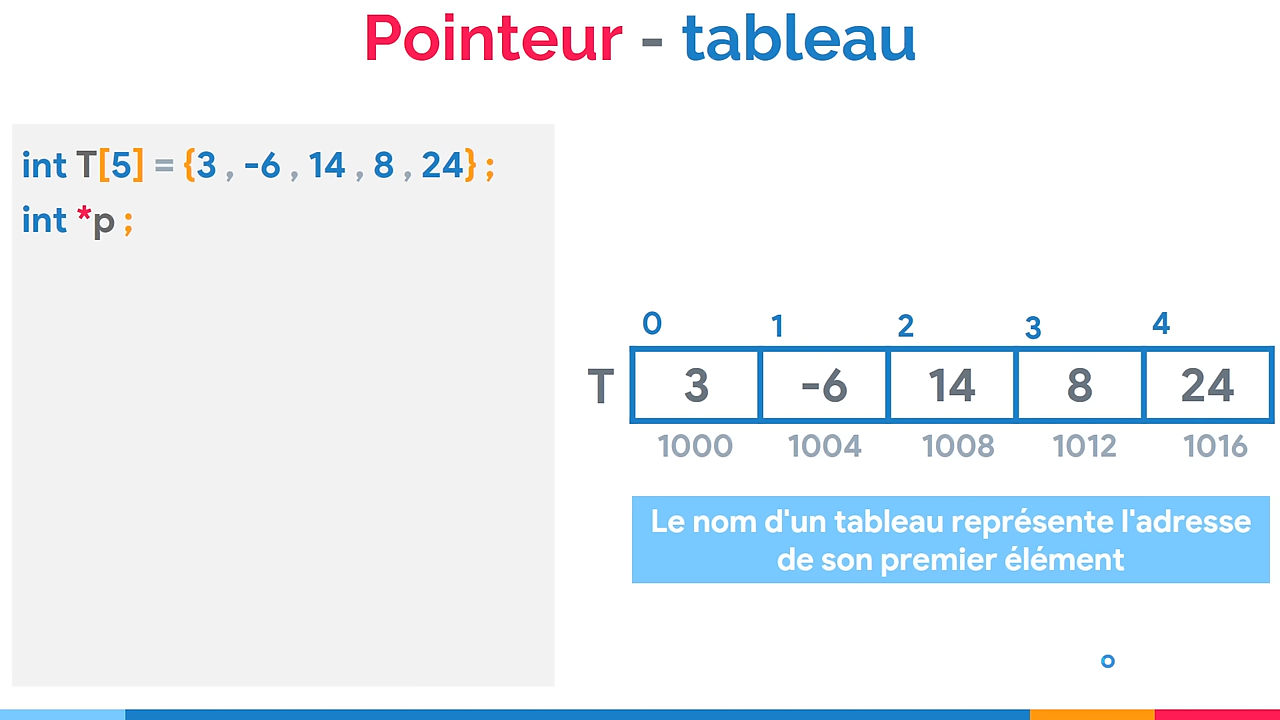 Pointeur - tableau
int T[5] = {3 , -6 , 14 , 8 , 24} ;
int *p ;
0 1 2 3 4
T 3 -6 14 8 24
1000 1004 1008 1012 1016
Le nom d'un tableau représente l'adresse
de son premier élément